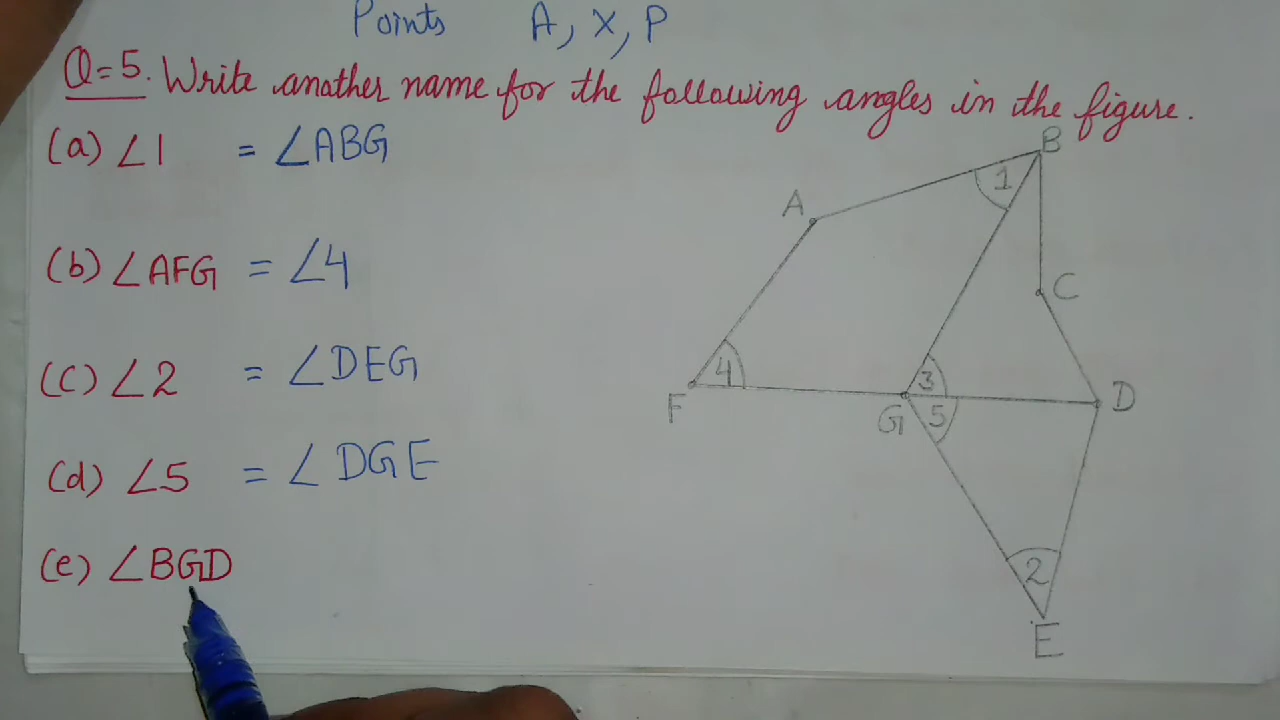 Points A, X, P
Q=5. Write another name for the following angles in the figure.
(a) ∠1 = ∠ABG
(b) ∠AFG = ∠4
(c) ∠2 = ∠DEG
(d) ∠5 = ∠DGE
(e) ∠BGD
B
1
A
C
4
3
F
G
5
D
2
E